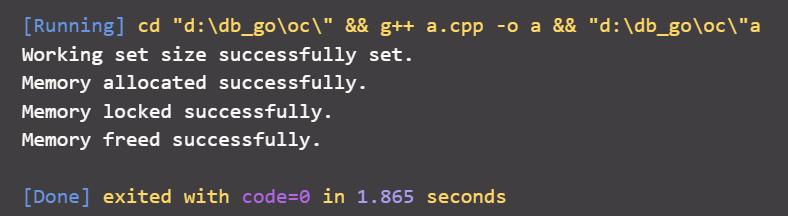 [Running] cd "d:\db_go\oc\" && g++ a.cpp -o a && "d:\db_go\oc\"a
Working set size successfully set.
Memory allocated successfully.
Memory locked successfully.
Memory freed successfully.
[Done] exited with code=0 in 1.865 seconds